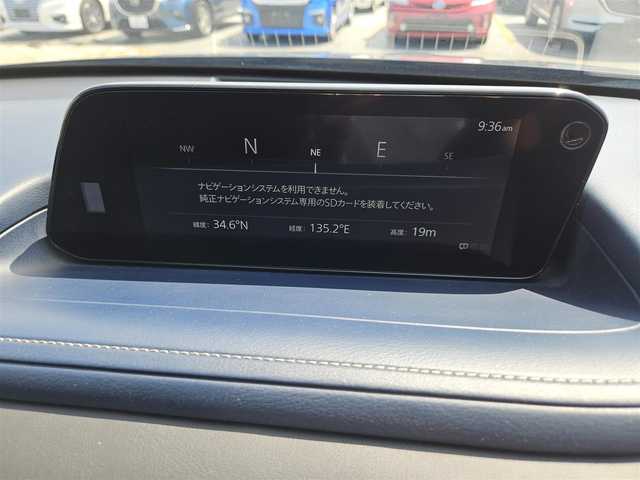 9:36am
NW N NE E SE
ナビゲーションシステムを利用できません。
純正ナビゲーションシステム専用のSDカードを装着してください。
緯度: 34.6°N 経度: 135.2°E 高度: 19m